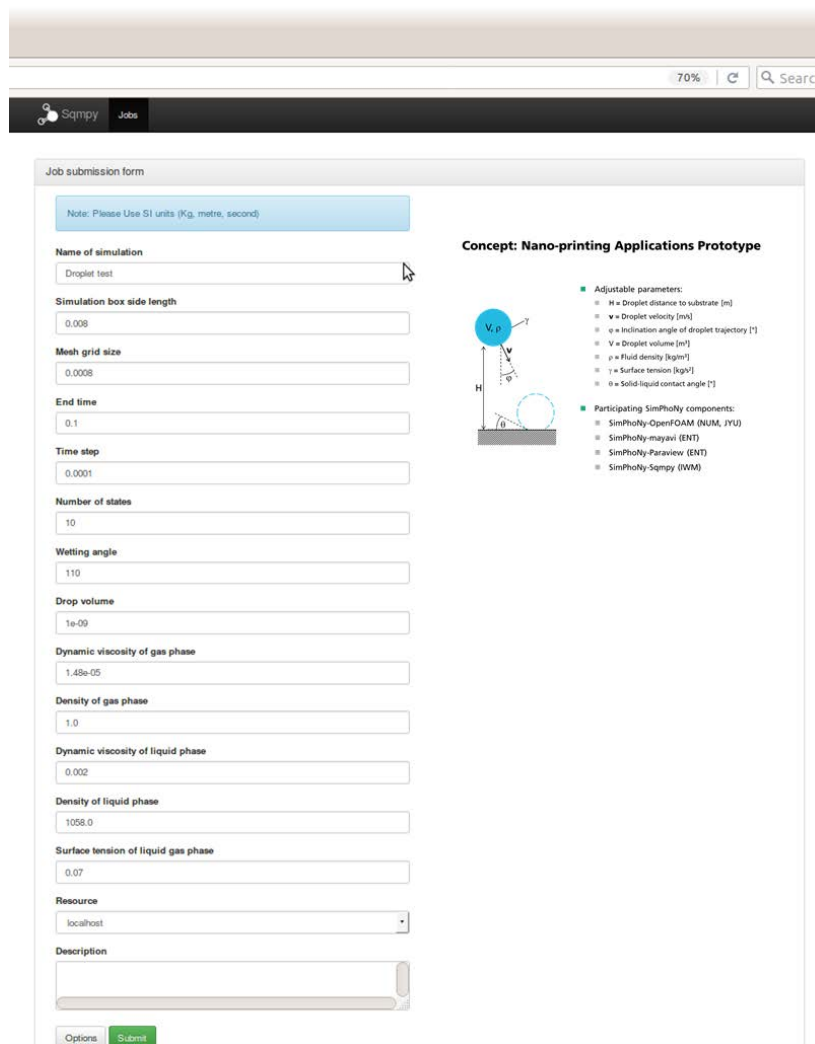 70%
Searc
Sqmpy Jobs
Job submission form
Note: Please Use SI units (Kg, metre, second)
Name of simulation
Droplet test
Simulation box side length
0.008
Mesh grid size
0.0008
End time
0.1
Time step
0.0001
Number of states
10
Wetting angle
110
Drop volume
1e-09
Dynamic viscosity of gas phase
1.48e-05
Density of gas phase
1.0
Dynamic viscosity of liquid phase
0.002
Density of liquid phase
1058.0
Surface tension of liquid gas phase
0.07
Resource
localhost
Description
Options Submit
Concept: Nano-printing Applications Prototype
V, ρ
γ
v
φ
H
θ
Adjustable parameters:
H = Droplet distance to substrate [m]
v = Droplet velocity [m/s]
φ = Inclination angle of droplet trajectory [°]
V = Droplet volume [m³]
ρ = Fluid density [kg/m³]
γ = Surface tension [kg/s²]
θ = Solid-liquid contact angle [°]
Participating SimPhoNy components:
SimPhoNy-OpenFOAM (NUM, JYU)
SimPhoNy-mayavi (ENT)
SimPhoNy-Paraview (ENT)
SimPhoNy-Sqmpy (IWM)